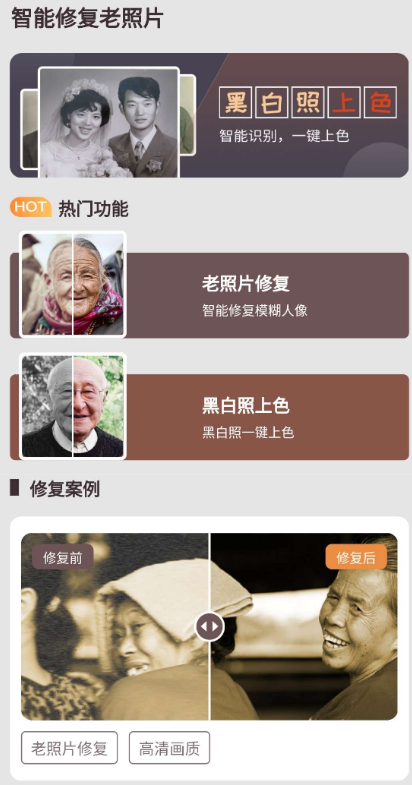 智能修复老照片
黑白照上色
智能识别，一键上色
HOT 热门功能
老照片修复
智能修复模糊人像
黑白照上色
黑白照一键上色
修复案例
修复前
修复后
老照片修复
高清画质